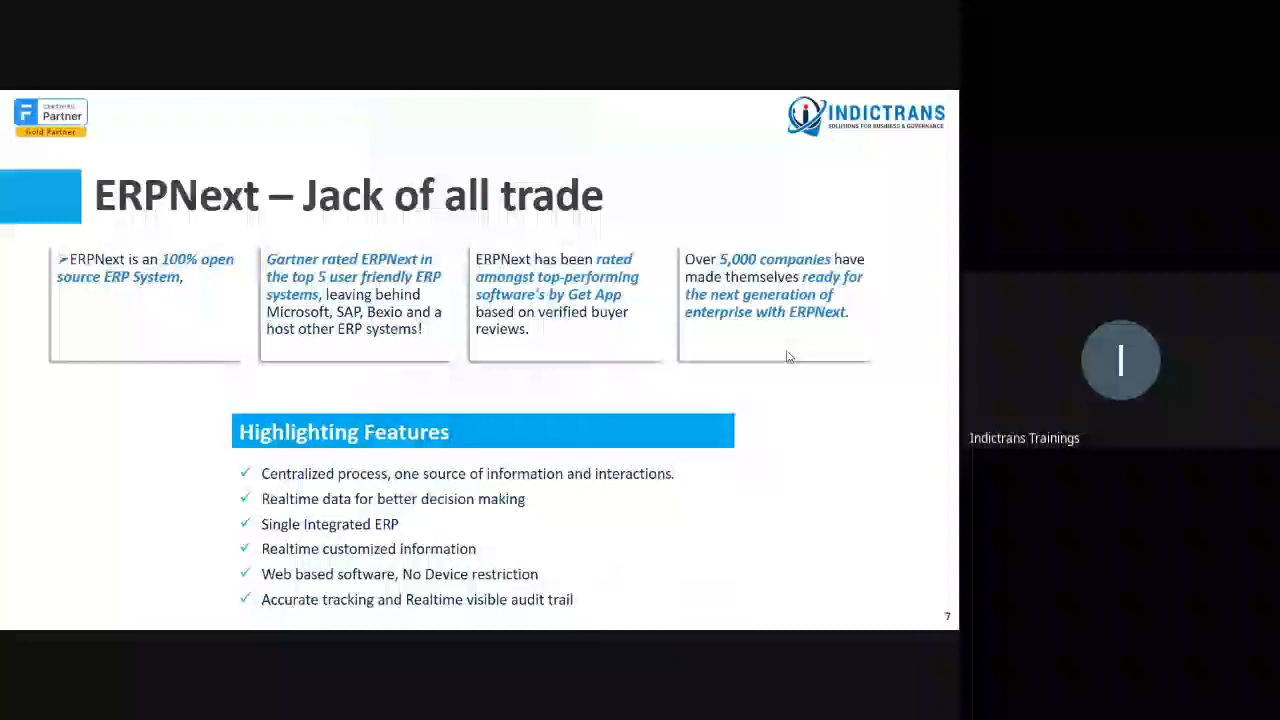 Partner
Gold Partner
INDICTRANS
SOLUTIONS FOR BUSINESS & GOVERNANCE
ERPNext – Jack of all trade
➢ERPNext is an 100% open
source ERP System,
Gartner rated ERPNext in
the top 5 user friendly ERP
systems, leaving behind
Microsoft, SAP, Bexio and a
host other ERP systems!
ERPNext has been rated
amongst top-performing
software's by Get App
based on verified buyer
reviews.
Over 5,000 companies have
made themselves ready for
the next generation of
enterprise with ERPNext.
Highlighting Features
✓ Centralized process, one source of information and interactions.
✓ Realtime data for better decision making
✓ Single Integrated ERP
✓ Realtime customized information
✓ Web based software, No Device restriction
✓ Accurate tracking and Realtime visible audit trail
7
I
Indictrans Trainings